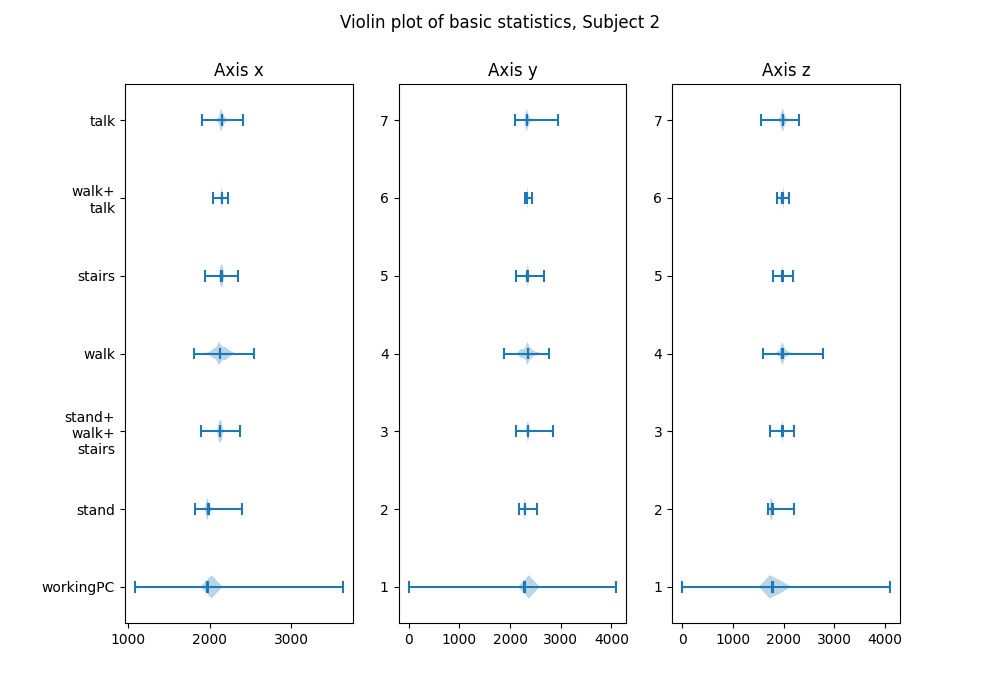 Violin plot of basic statistics, Subject 2
Axis x
Axis y
Axis z
talk
walk+
talk
stairs
walk
stand+
walk+
stairs
stand
workingPC
1000 2000 3000
7
6
5
4
3
2
1
0 1000 2000 3000 4000
7
6
5
4
3
2
1
0 1000 2000 3000 4000